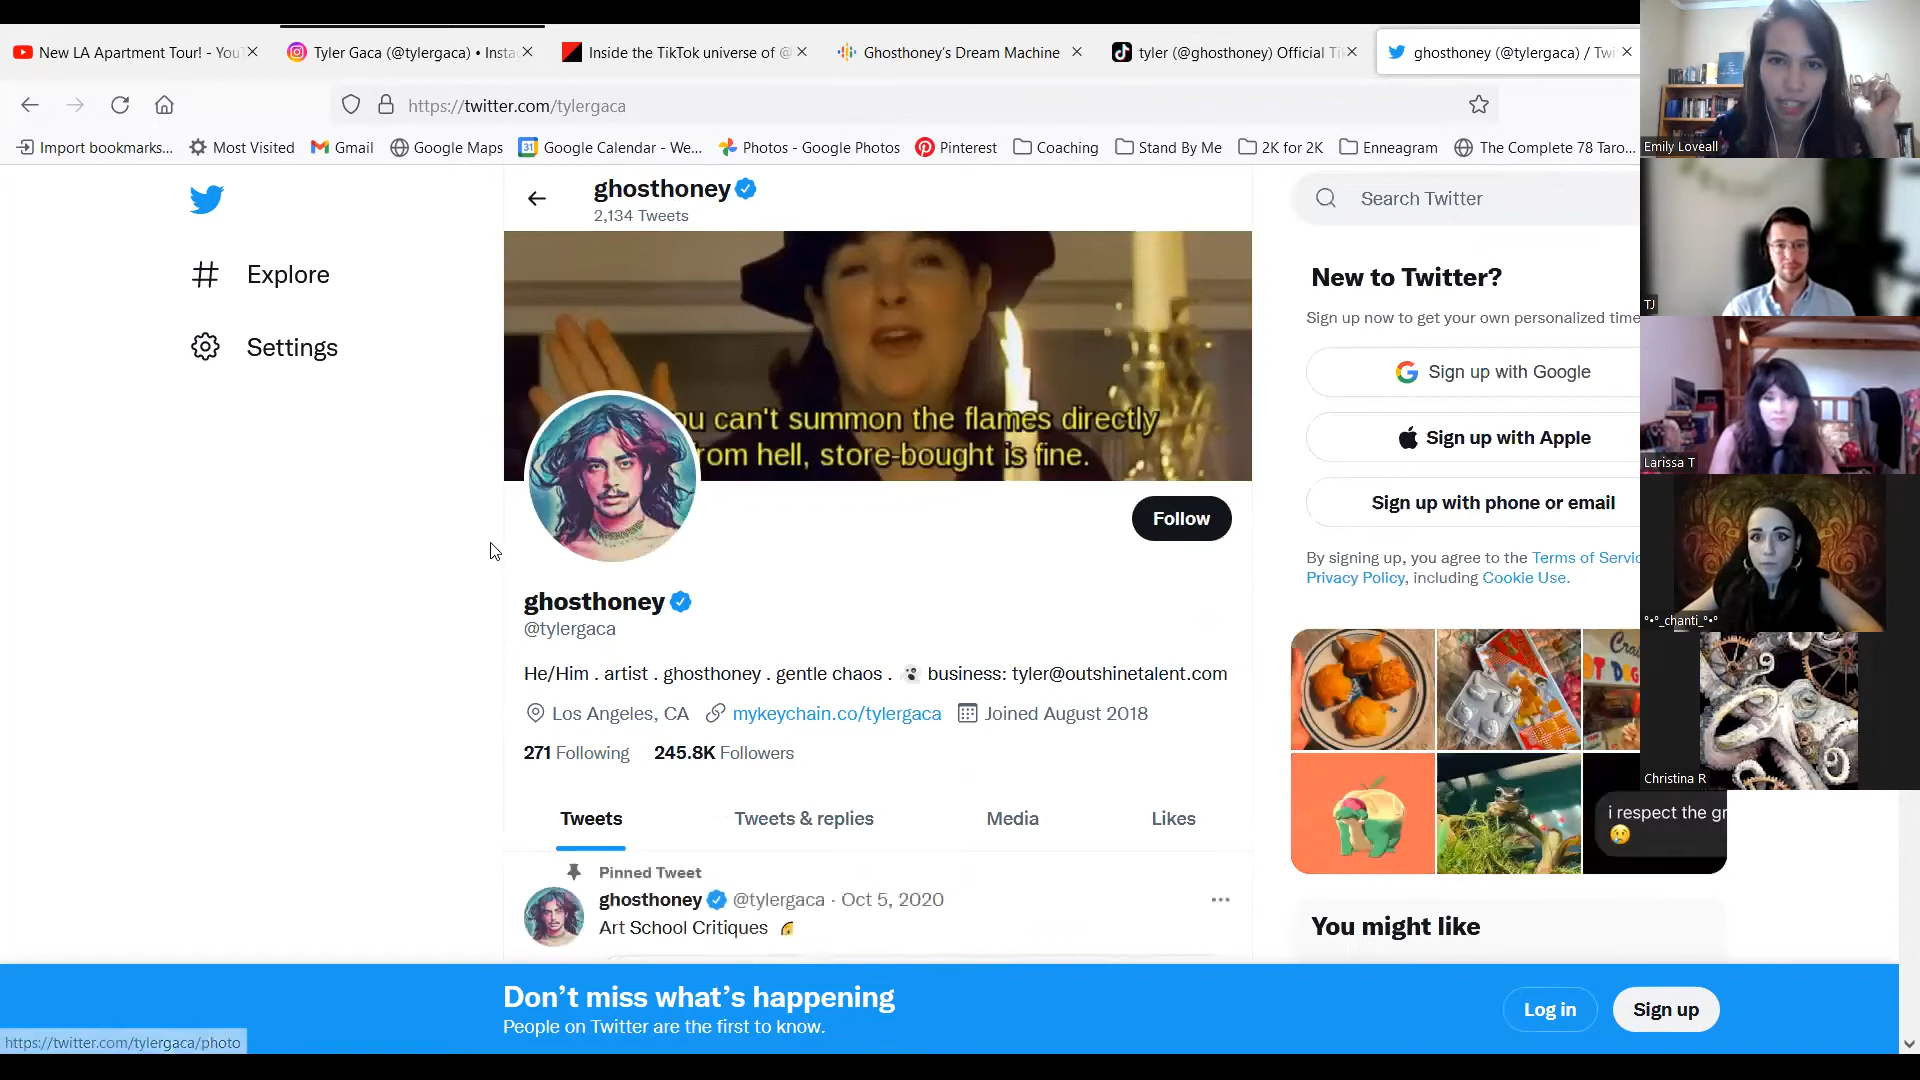 New LA Apartment Tour! - YouT
Tyler Gaca (@tylergaca) • Insta
Inside the TikTok universe of @
Ghosthoney's Dream Machine
tyler (@ghosthoney) Official Ti
ghosthoney (@tylergaca) / Twi
https://twitter.com/tylergaca
Import bookmarks...
Most Visited
Gmail
Google Maps
31
Google Calendar - We...
Photos - Google Photos
Pinterest
Coaching
Stand By Me
2K for 2K
Enneagram
The Complete 78 Taro...
Emily Loveall
TJ
Larissa T
°•°_chanti_°•°
Christina R
Explore
Settings
ghosthoney
2,134 Tweets
ou can't summon the flames directly
rom hell, store-bought is fine.
Follow
ghosthoney
@tylergaca
He/Him . artist . ghosthoney . gentle chaos . business: tyler@outshinetalent.com
Los Angeles, CA mykeychain.co/tylergaca Joined August 2018
271 Following 245.8K Followers
Tweets Tweets & replies Media Likes
Pinned Tweet
ghosthoney @tylergaca · Oct 5, 2020
Art School Critiques
Search Twitter
New to Twitter?
Sign up now to get your own personalized time
Sign up with Google
Sign up with Apple
Sign up with phone or email
By signing up, you agree to the Terms of Servic
Privacy Policy, including Cookie Use.
i respect the gr
You might like
Don't miss what's happening
People on Twitter are the first to know.
Log in
Sign up
https://twitter.com/tylergaca/photo